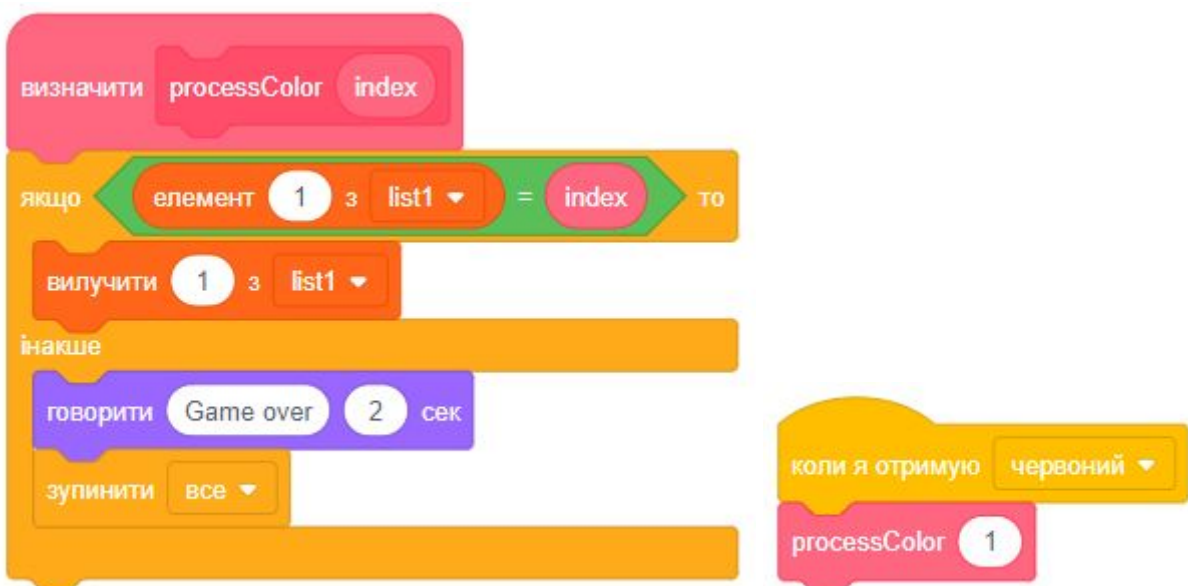 визначити processColor index
якщо елемент 1 з list1 = index то
вилучити 1 з list1
інакше
говорити Game over 2 сек
зупинити все
коли я отримую червоний
processColor 1